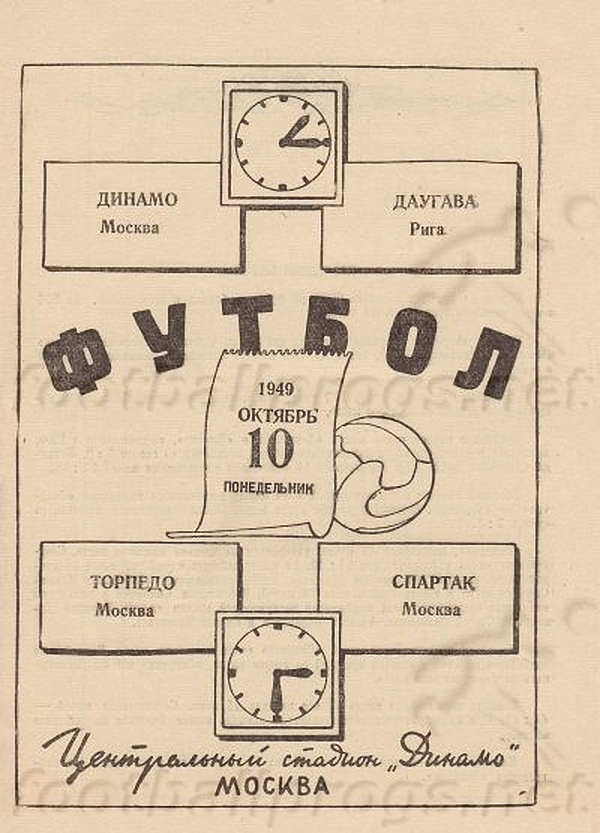 ДИНАМО
Москва
ДАУГАВА
Рига
ФУТБОЛ
1949
ОКТЯБРЬ
10
ПОНЕДЕЛЬНИК
ТОРПЕДО
Москва
СПАРТАК
Москва
Центральный стадион „Динамо“
МОСКВА